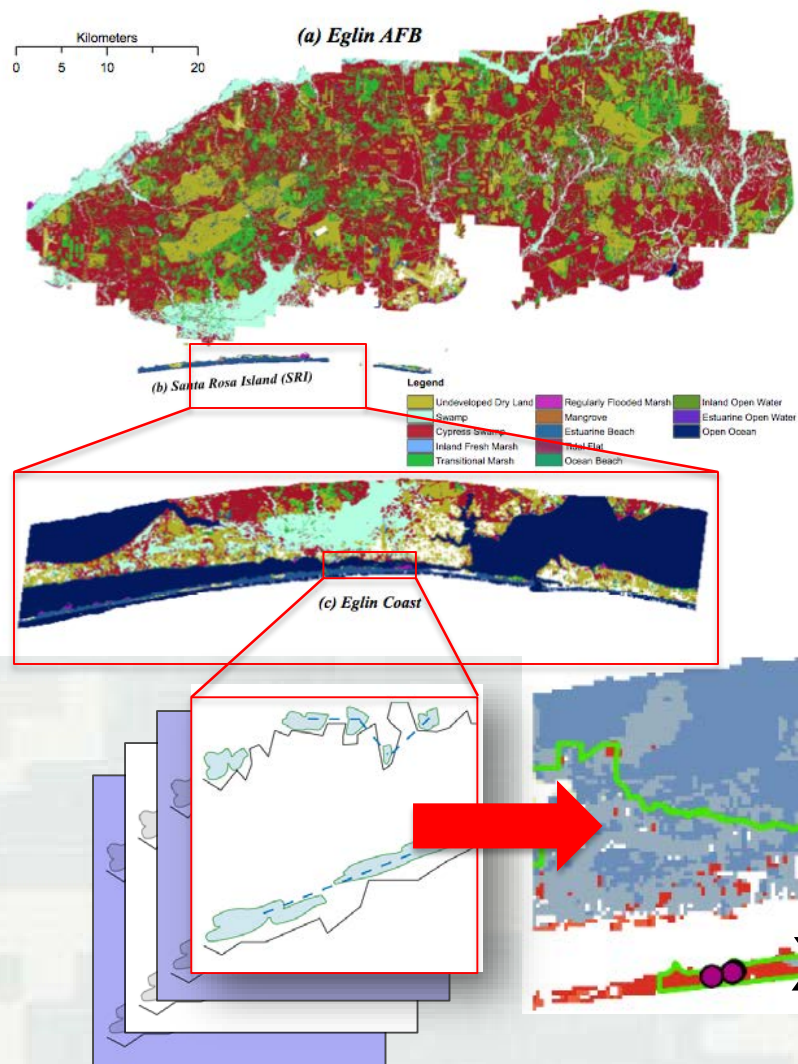 Kilometers
0 5 10 20
(a) Eglin AFB
(b) Santa Rosa Island (SRI)
Legend
Undeveloped Dry Land
Swamp
Cypress Swamp
Inland Fresh Marsh
Transitional Marsh
Regularly Flooded Marsh
Mangrove
Estuarine Beach
Tidal Flat
Ocean Beach
Inland Open Water
Estuarine Open Water
Open Ocean
(c) Eglin Coast